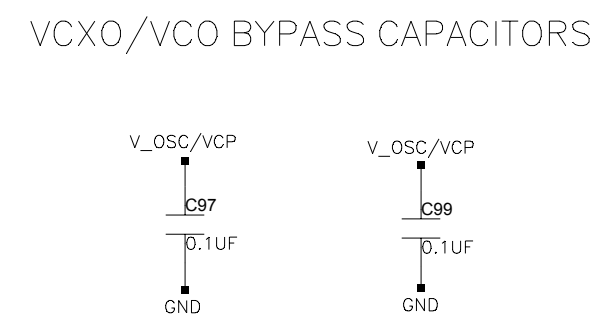 VCXO/VCO BYPASS CAPACITORS
V_OSC/VCP
C97
0.1UF
GND
V_OSC/VCP
C99
0.1UF
GND